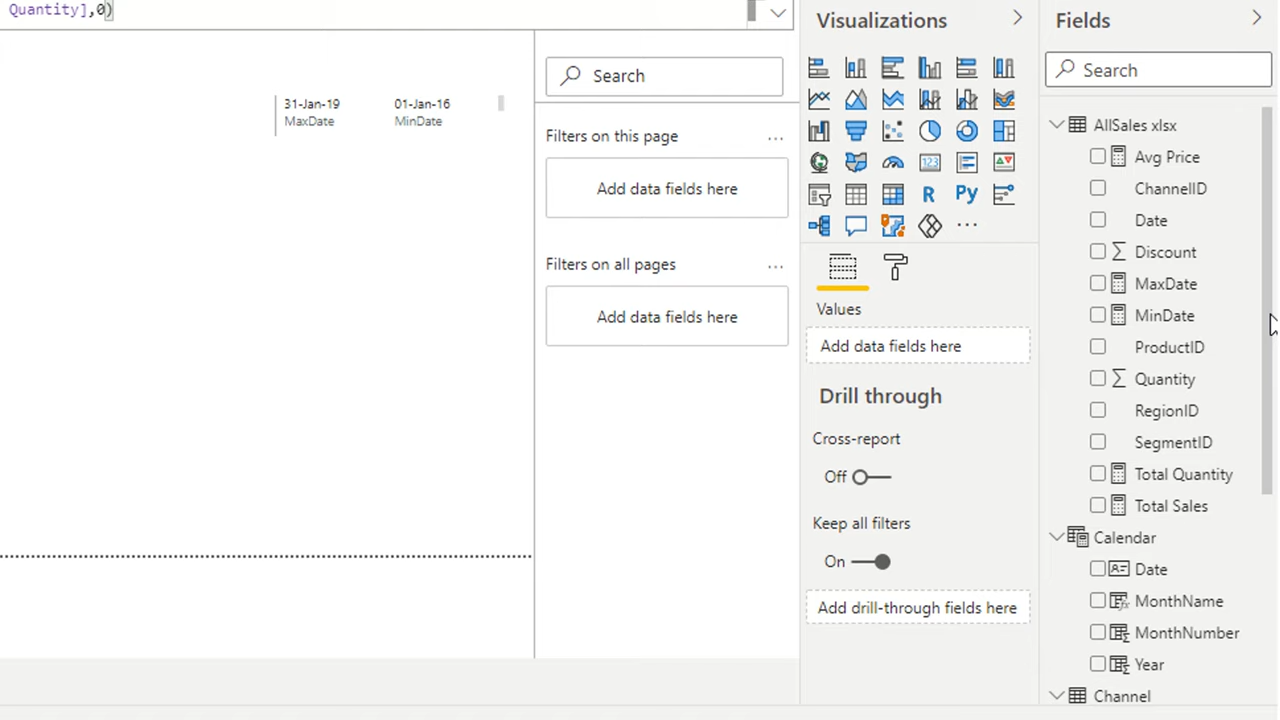 Quantity],0)
31-Jan-19
MaxDate
01-Jan-16
MinDate
Search
Filters on this page
...
Add data fields here
Filters on all pages
...
Add data fields here
Visualizations
123
R
Py
...
Values
Add data fields here
Drill through
Cross-report
Off
Keep all filters
On
Add drill-through fields here
Fields
Search
AllSales xlsx
Avg Price
ChannelID
Date
Σ Discount
MaxDate
MinDate
ProductID
Σ Quantity
RegionID
SegmentID
Total Quantity
Total Sales
Calendar
Date
MonthName
MonthNumber
Year
Channel